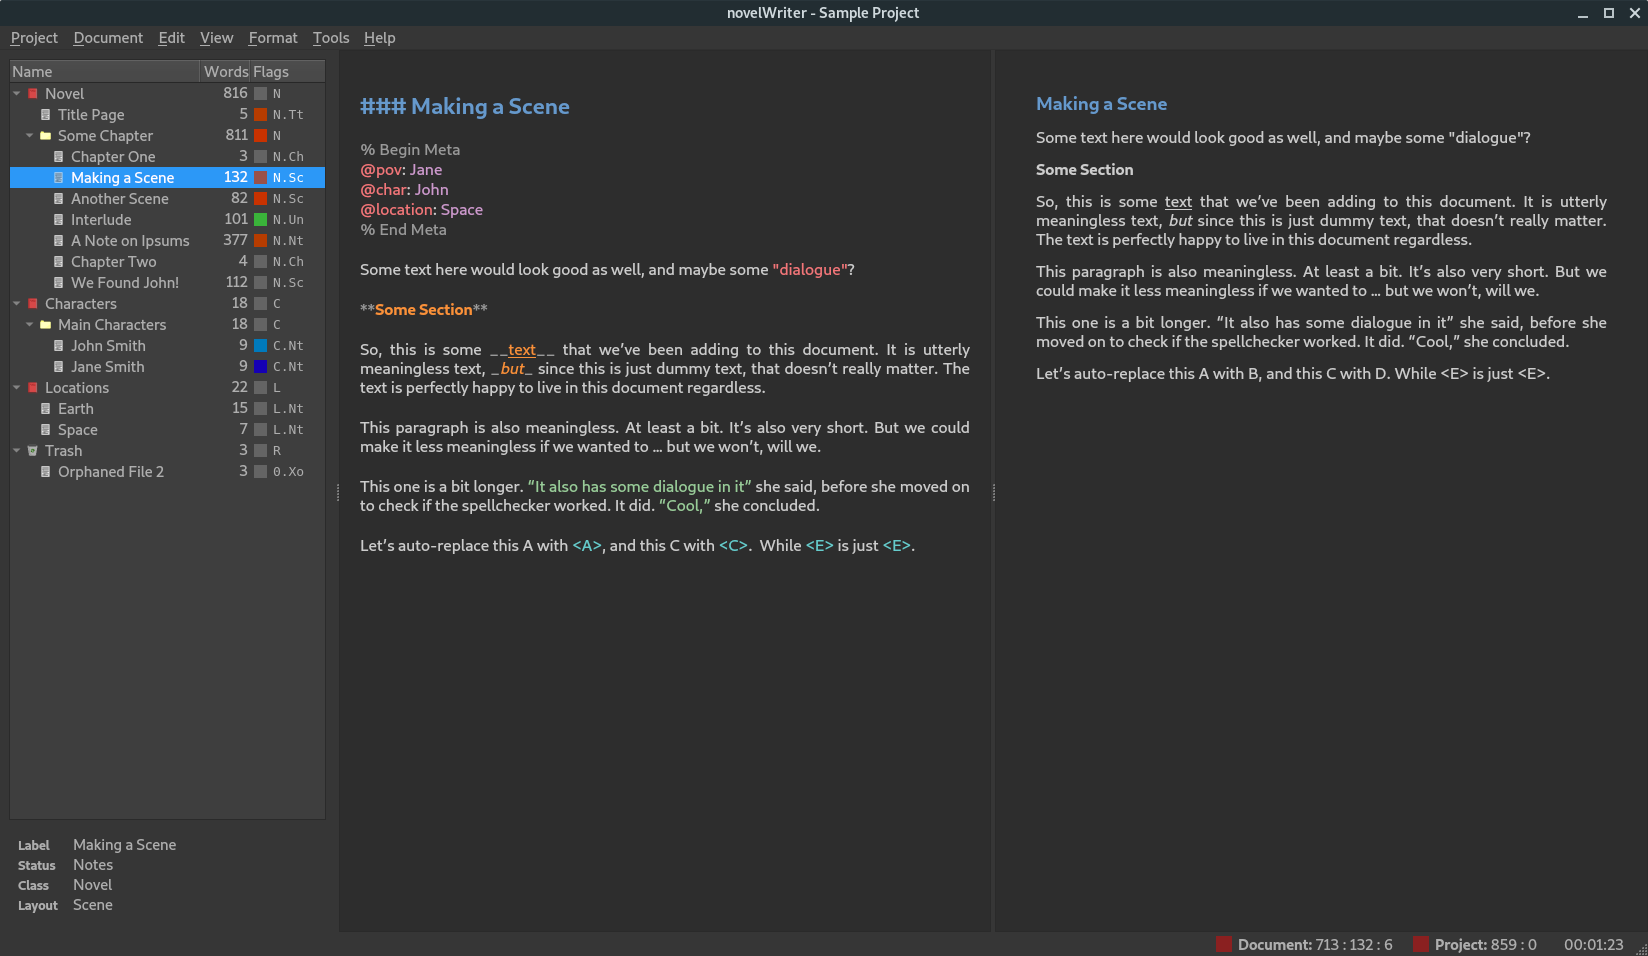 novelWriter - Sample Project
Project Document Edit View Format Tools Help
Name Words Flags
Novel 816 N
Title Page 5 N.Tt
Some Chapter 811 N
Chapter One 3 N.Ch
Making a Scene 132 N.Sc
Another Scene 82 N.Sc
Interlude 101 N.Un
A Note on Ipsums 377 N.Nt
Chapter Two 4 N.Ch
We Found John! 112 N.Sc
Characters 18 C
Main Characters 18 C
John Smith 9 C.Nt
Jane Smith 9 C.Nt
Locations 22 L
Earth 15 L.Nt
Space 7 L.Nt
Trash 3 R
Orphaned File 2 3 0.Xo
Label Making a Scene
Status Notes
Class Novel
Layout Scene
### Making a Scene
% Begin Meta
@pov: Jane
@char: John
@location: Space
% End Meta
Some text here would look good as well, and maybe some "dialogue"?
**Some Section**
So, this is some __text__ that we’ve been adding to this document. It is utterly
meaningless text, _but_ since this is just dummy text, that doesn’t really matter. The
text is perfectly happy to live in this document regardless.
This paragraph is also meaningless. At least a bit. It’s also very short. But we could
make it less meaningless if we wanted to … but we won’t, will we.
This one is a bit longer. “It also has some dialogue in it” she said, before she moved on
to check if the spellchecker worked. It did. “Cool,” she concluded.
Let’s auto-replace this A with <A>, and this C with <C>.  While <E> is just <E>.
Making a Scene
Some text here would look good as well, and maybe some "dialogue"?
Some Section
So, this is some text that we’ve been adding to this document. It is utterly
meaningless text, but since this is just dummy text, that doesn’t really matter.
The text is perfectly happy to live in this document regardless.
This paragraph is also meaningless. At least a bit. It’s also very short. But we
could make it less meaningless if we wanted to … but we won’t, will we.
This one is a bit longer. “It also has some dialogue in it” she said, before she
moved on to check if the spellchecker worked. It did. “Cool,” she concluded.
Let’s auto-replace this A with B, and this C with D. While <E> is just <E>.
Document: 713 : 132 : 6 Project: 859 : 0 00:01:23